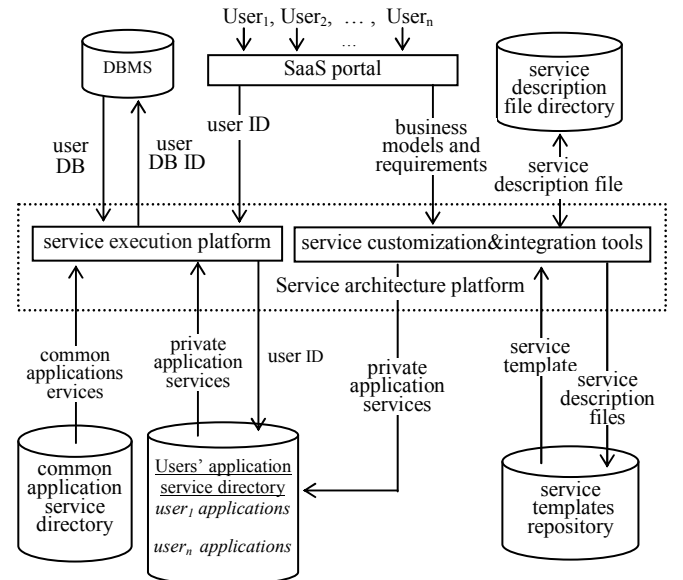 User1, User2, … , Usern
…
SaaS portal
DBMS
service
description
file directory
user
DB
user
DB ID
user ID
business
models and
requirements
service
description file
service execution platform
service customization&integration tools
Service architecture platform
common
applications
ervices
private
application
services
user ID
private
application
services
service
template
service
description
files
common
application
service
directory
Users’ application
service directory
user1 applications
usern applications
service
templates
repository